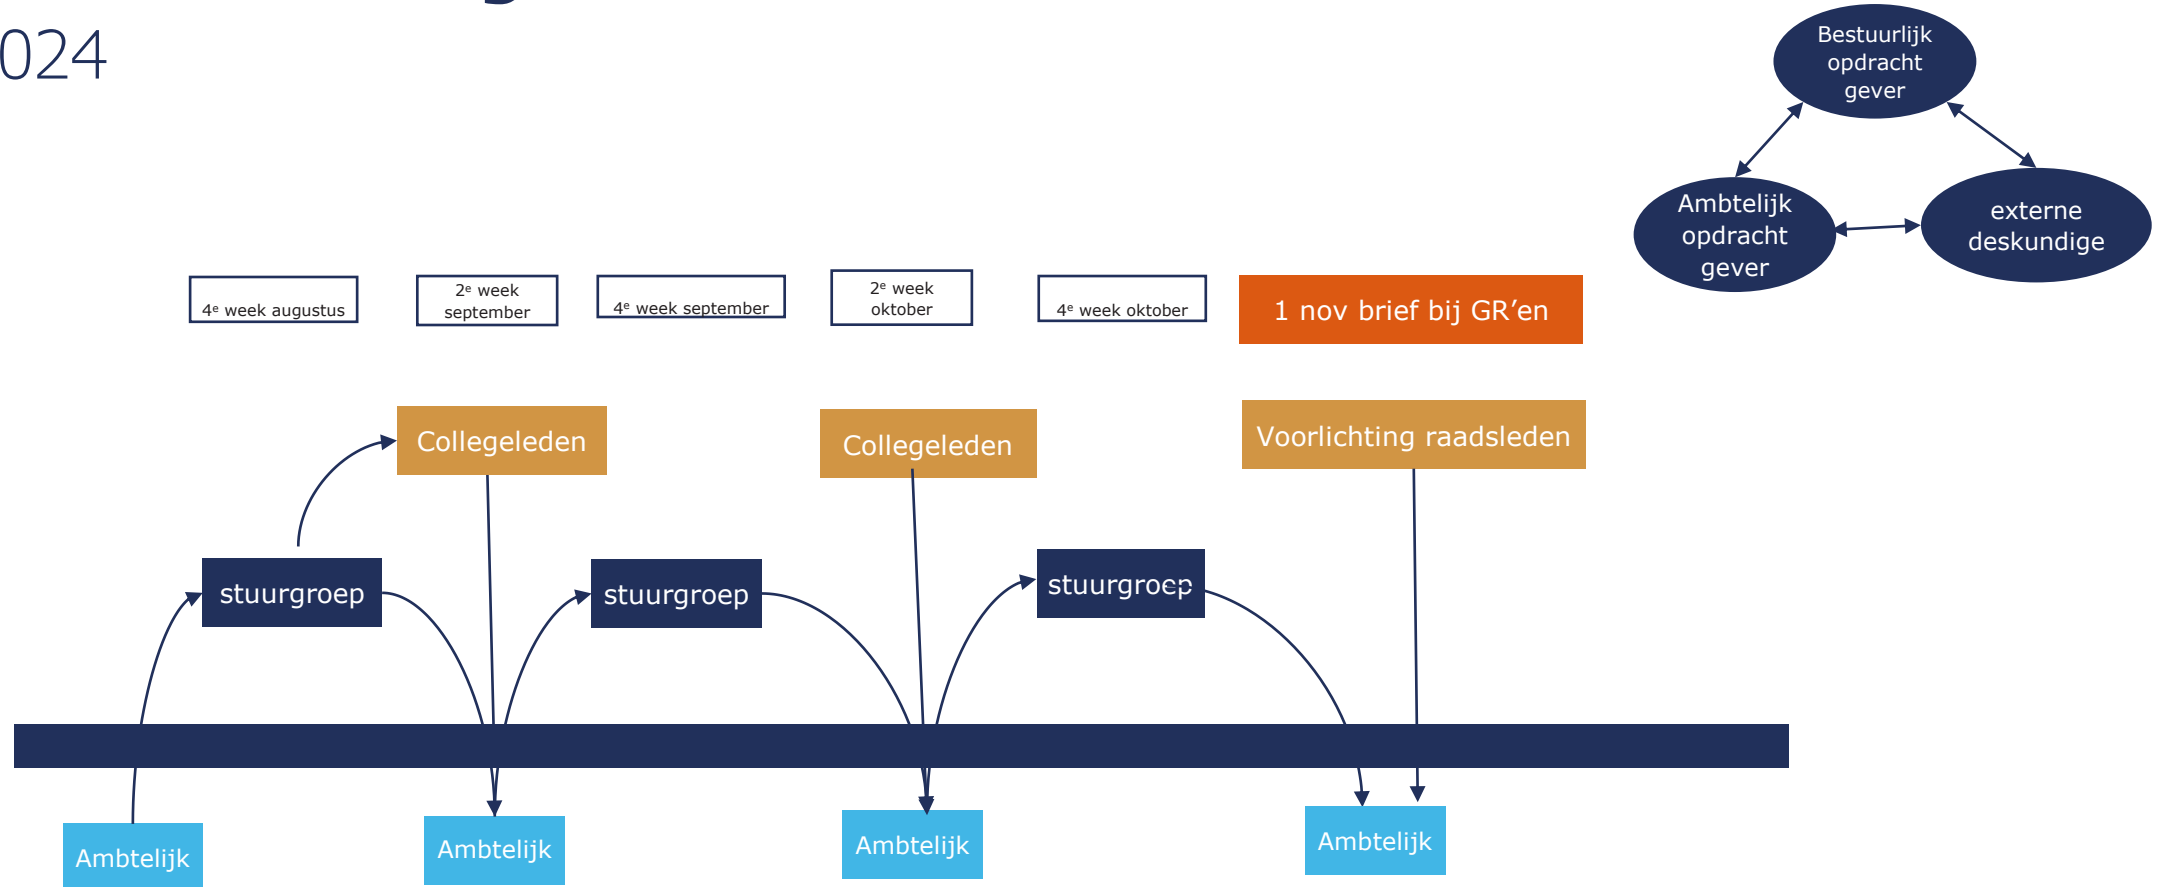 024
Bestuurlijk
opdracht
gever
Ambtelijk
opdracht
gever
externe
deskundige
4e week augustus
2e week
september
4e week september
2e week
oktober
4e week oktober
1 nov brief bij GR’en
Collegeleden
Collegeleden
Voorlichting raadsleden
stuurgroep
stuurgroep
stuurgroep
Ambtelijk
Ambtelijk
Ambtelijk
Ambtelijk